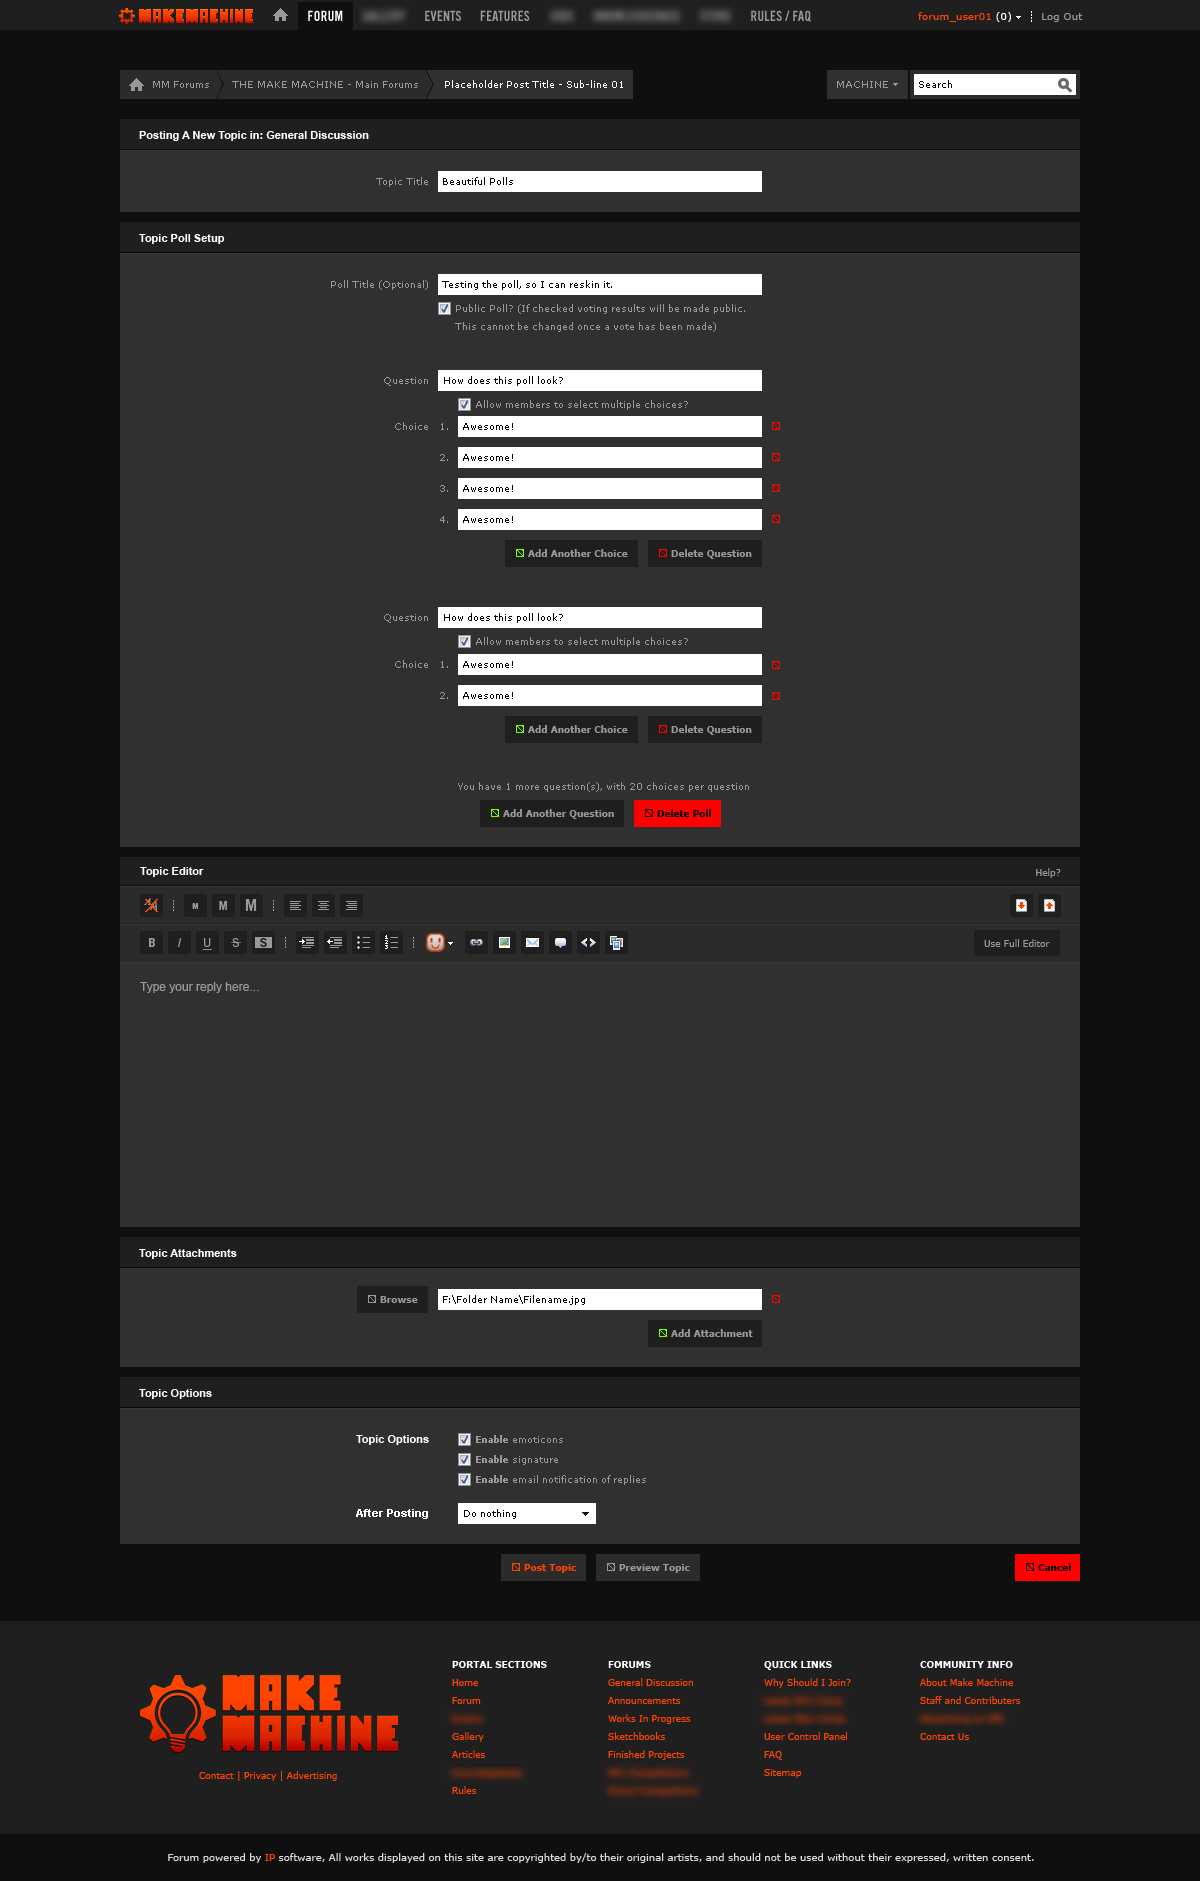 MAKEMACHINE FORUM EVENTS FEATURES RULES / FAQ forum_user01 (0) Log Out
MM Forums THE MAKE MACHINE - Main Forums Placeholder Post Title - Sub-line 01 MACHINE Search
Posting A New Topic in: General Discussion
Topic Title Beautiful Polls
Topic Poll Setup
Poll Title (Optional) Testing the poll, so I can reskin it.
Public Poll? (If checked voting results will be made public.
This cannot be changed once a vote has been made)
Question How does this poll look?
Allow members to select multiple choices?
Choice 1. Awesome!
2. Awesome!
3. Awesome!
4. Awesome!
Add Another Choice Delete Question
Question How does this poll look?
Allow members to select multiple choices?
Choice 1. Awesome!
2. Awesome!
Add Another Choice Delete Question
You have 1 more question(s), with 20 choices per question
Add Another Question Delete Poll
Topic Editor Help?
M M M
B I U S S Use Full Editor
Type your reply here...
Topic Attachments
Browse F:\Folder Name\Filename.jpg
Add Attachment
Topic Options
Topic Options Enable emoticons
Enable signature
Enable email notification of replies
After Posting Do nothing
Post Topic Preview Topic Cancel
MAKE
MACHINE
Contact | Privacy | Advertising
PORTAL SECTIONS
Home
Forum
Gallery
Articles
Rules
FORUMS
General Discussion
Announcements
Works In Progress
Sketchbooks
Finished Projects
QUICK LINKS
Why Should I Join?
User Control Panel
FAQ
Sitemap
COMMUNITY INFO
About Make Machine
Staff and Contributers
Contact Us
Forum powered by IP software, All works displayed on this site are copyrighted by/to their original artists, and should not be used without their expressed, written consent.